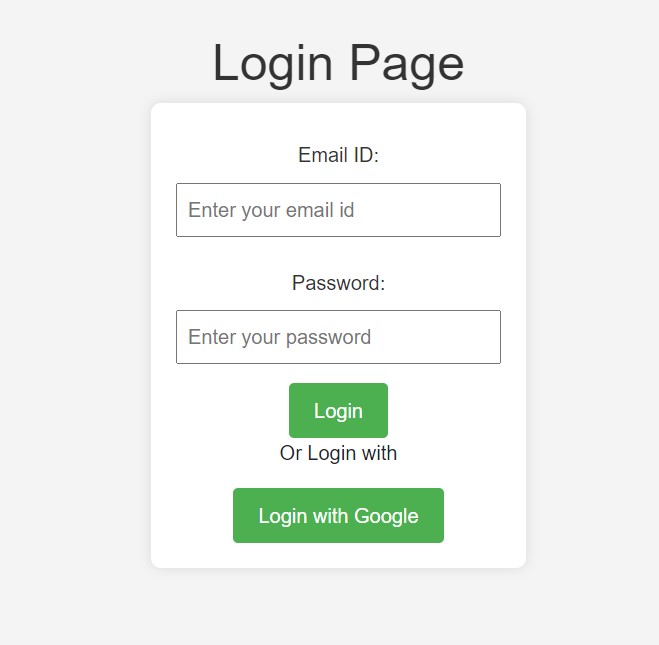 Login Page
Email ID:
Enter your email id
Password:
Enter your password
Login
Or Login with
Login with Google